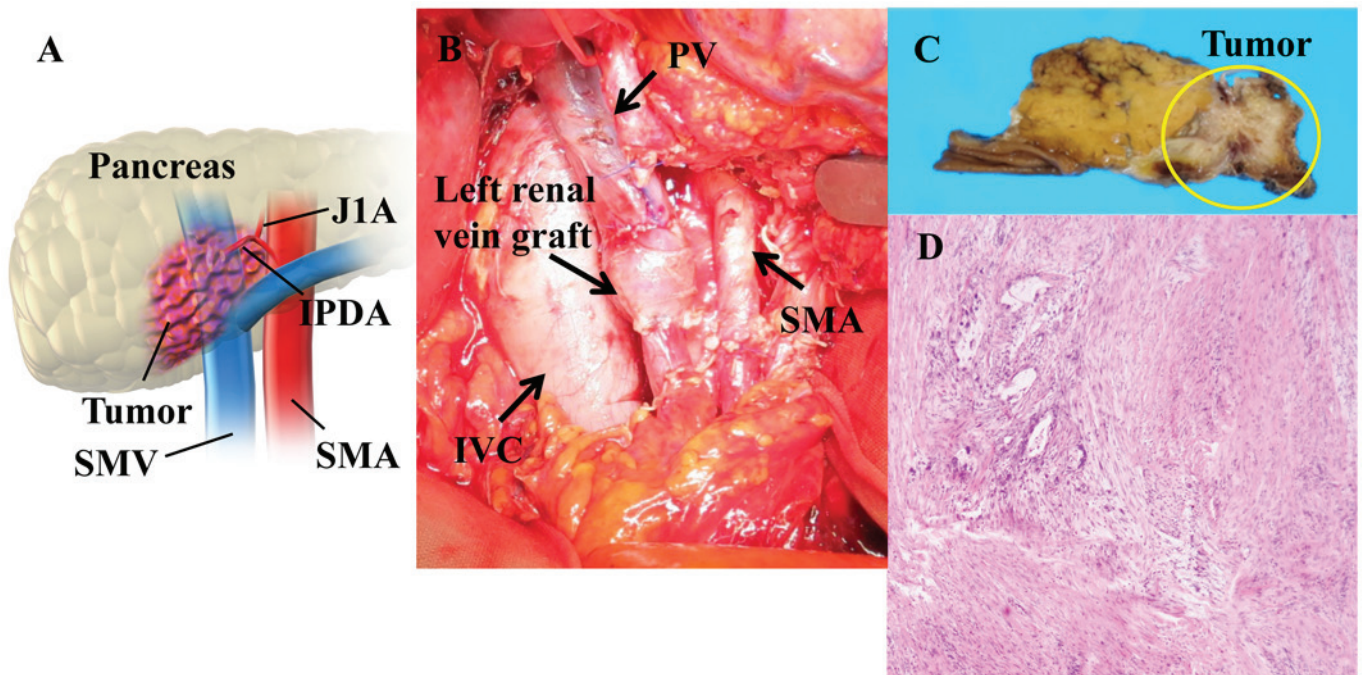 A
Pancreas
J1A
IPDA
Tumor
SMV
SMA
B
PV
Left renal
vein graft
SMA
IVC
C
Tumor
D